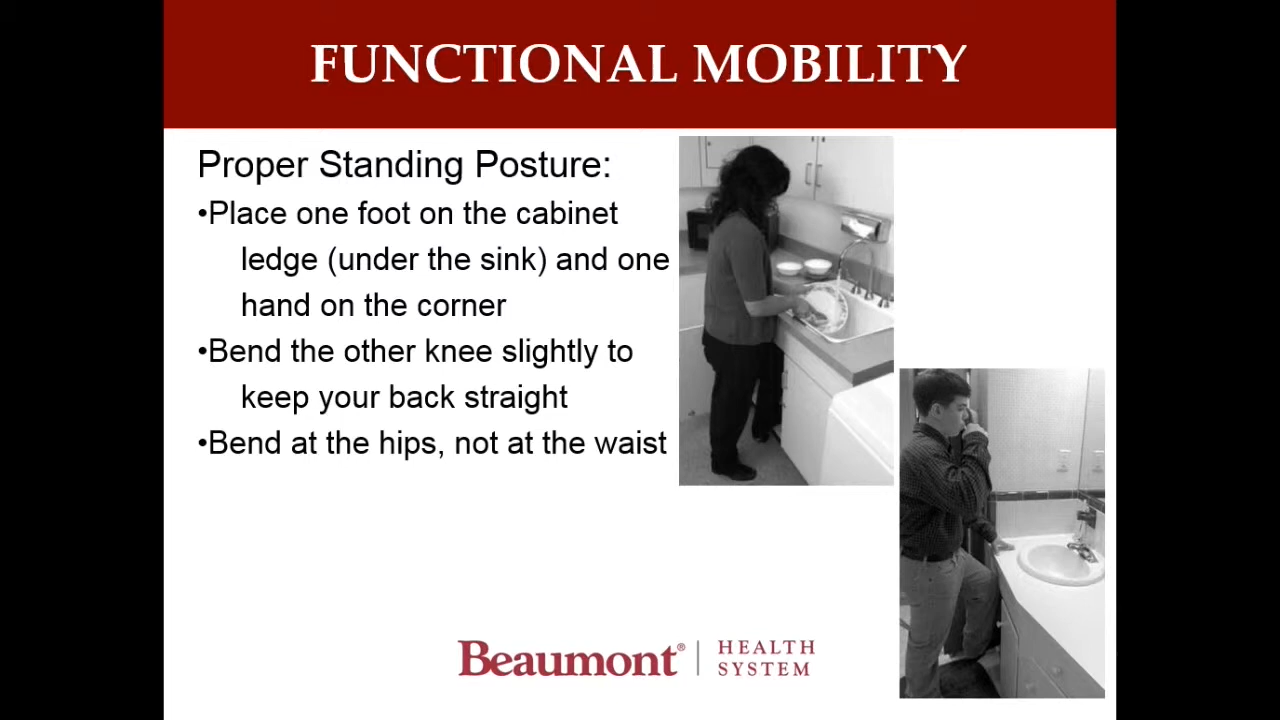 FUNCTIONAL MOBILITY
Proper Standing Posture:
•Place one foot on the cabinet
ledge (under the sink) and one
hand on the corner
•Bend the other knee slightly to
keep your back straight
•Bend at the hips, not at the waist
Beaumont® | HEALTH
SYSTEM